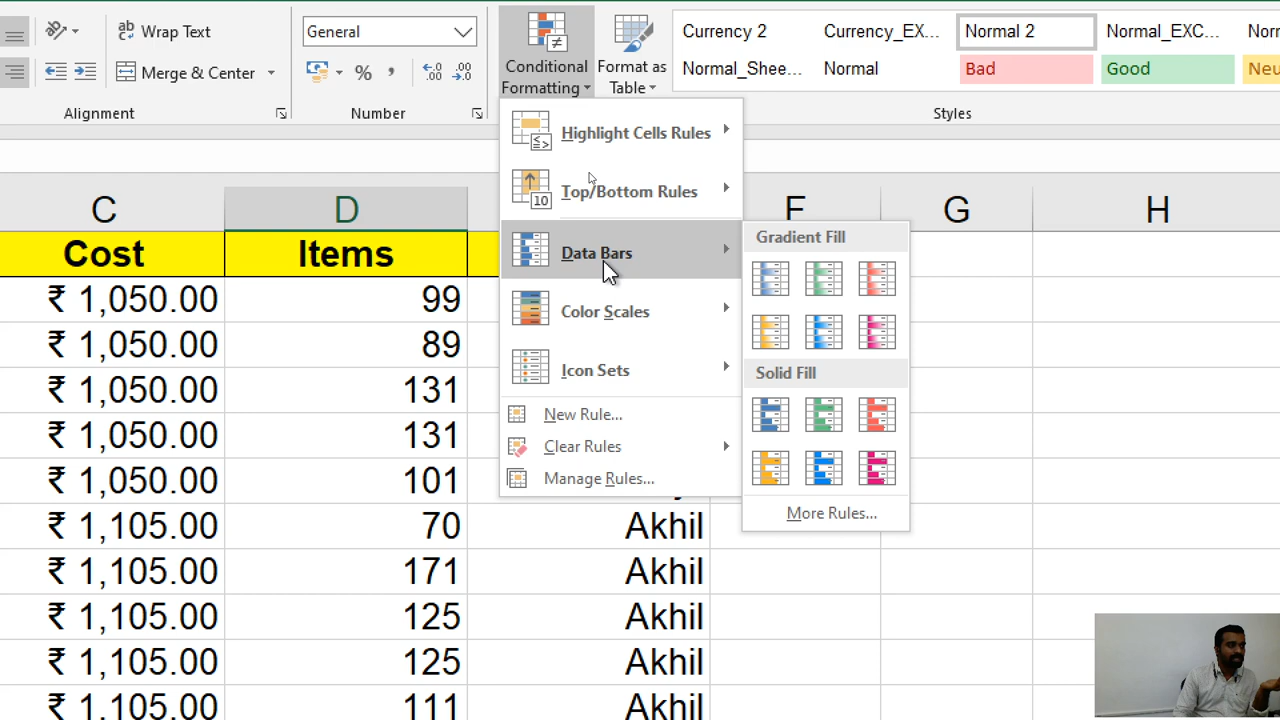 Wrap Text
Merge & Center
Alignment
General
%
Number
Conditional
Formatting
Format as
Table
Currency 2
Currency_EX...
Normal 2
Normal_EXC...
Nor
Normal_Shee...
Normal
Bad
Good
Neu
Styles
Highlight Cells Rules
Top/Bottom Rules
10
Data Bars
Color Scales
Icon Sets
New Rule...
Clear Rules
Manage Rules...
Gradient Fill
Solid Fill
More Rules...
C D F G H
Cost Items
₹ 1,050.00 99
₹ 1,050.00 89
₹ 1,050.00 131
₹ 1,050.00 131
₹ 1,050.00 101
₹ 1,105.00 70 Akhil
₹ 1,105.00 171 Akhil
₹ 1,105.00 125 Akhil
₹ 1,105.00 125 Akhil
₹ 1,105.00 111 Akhil